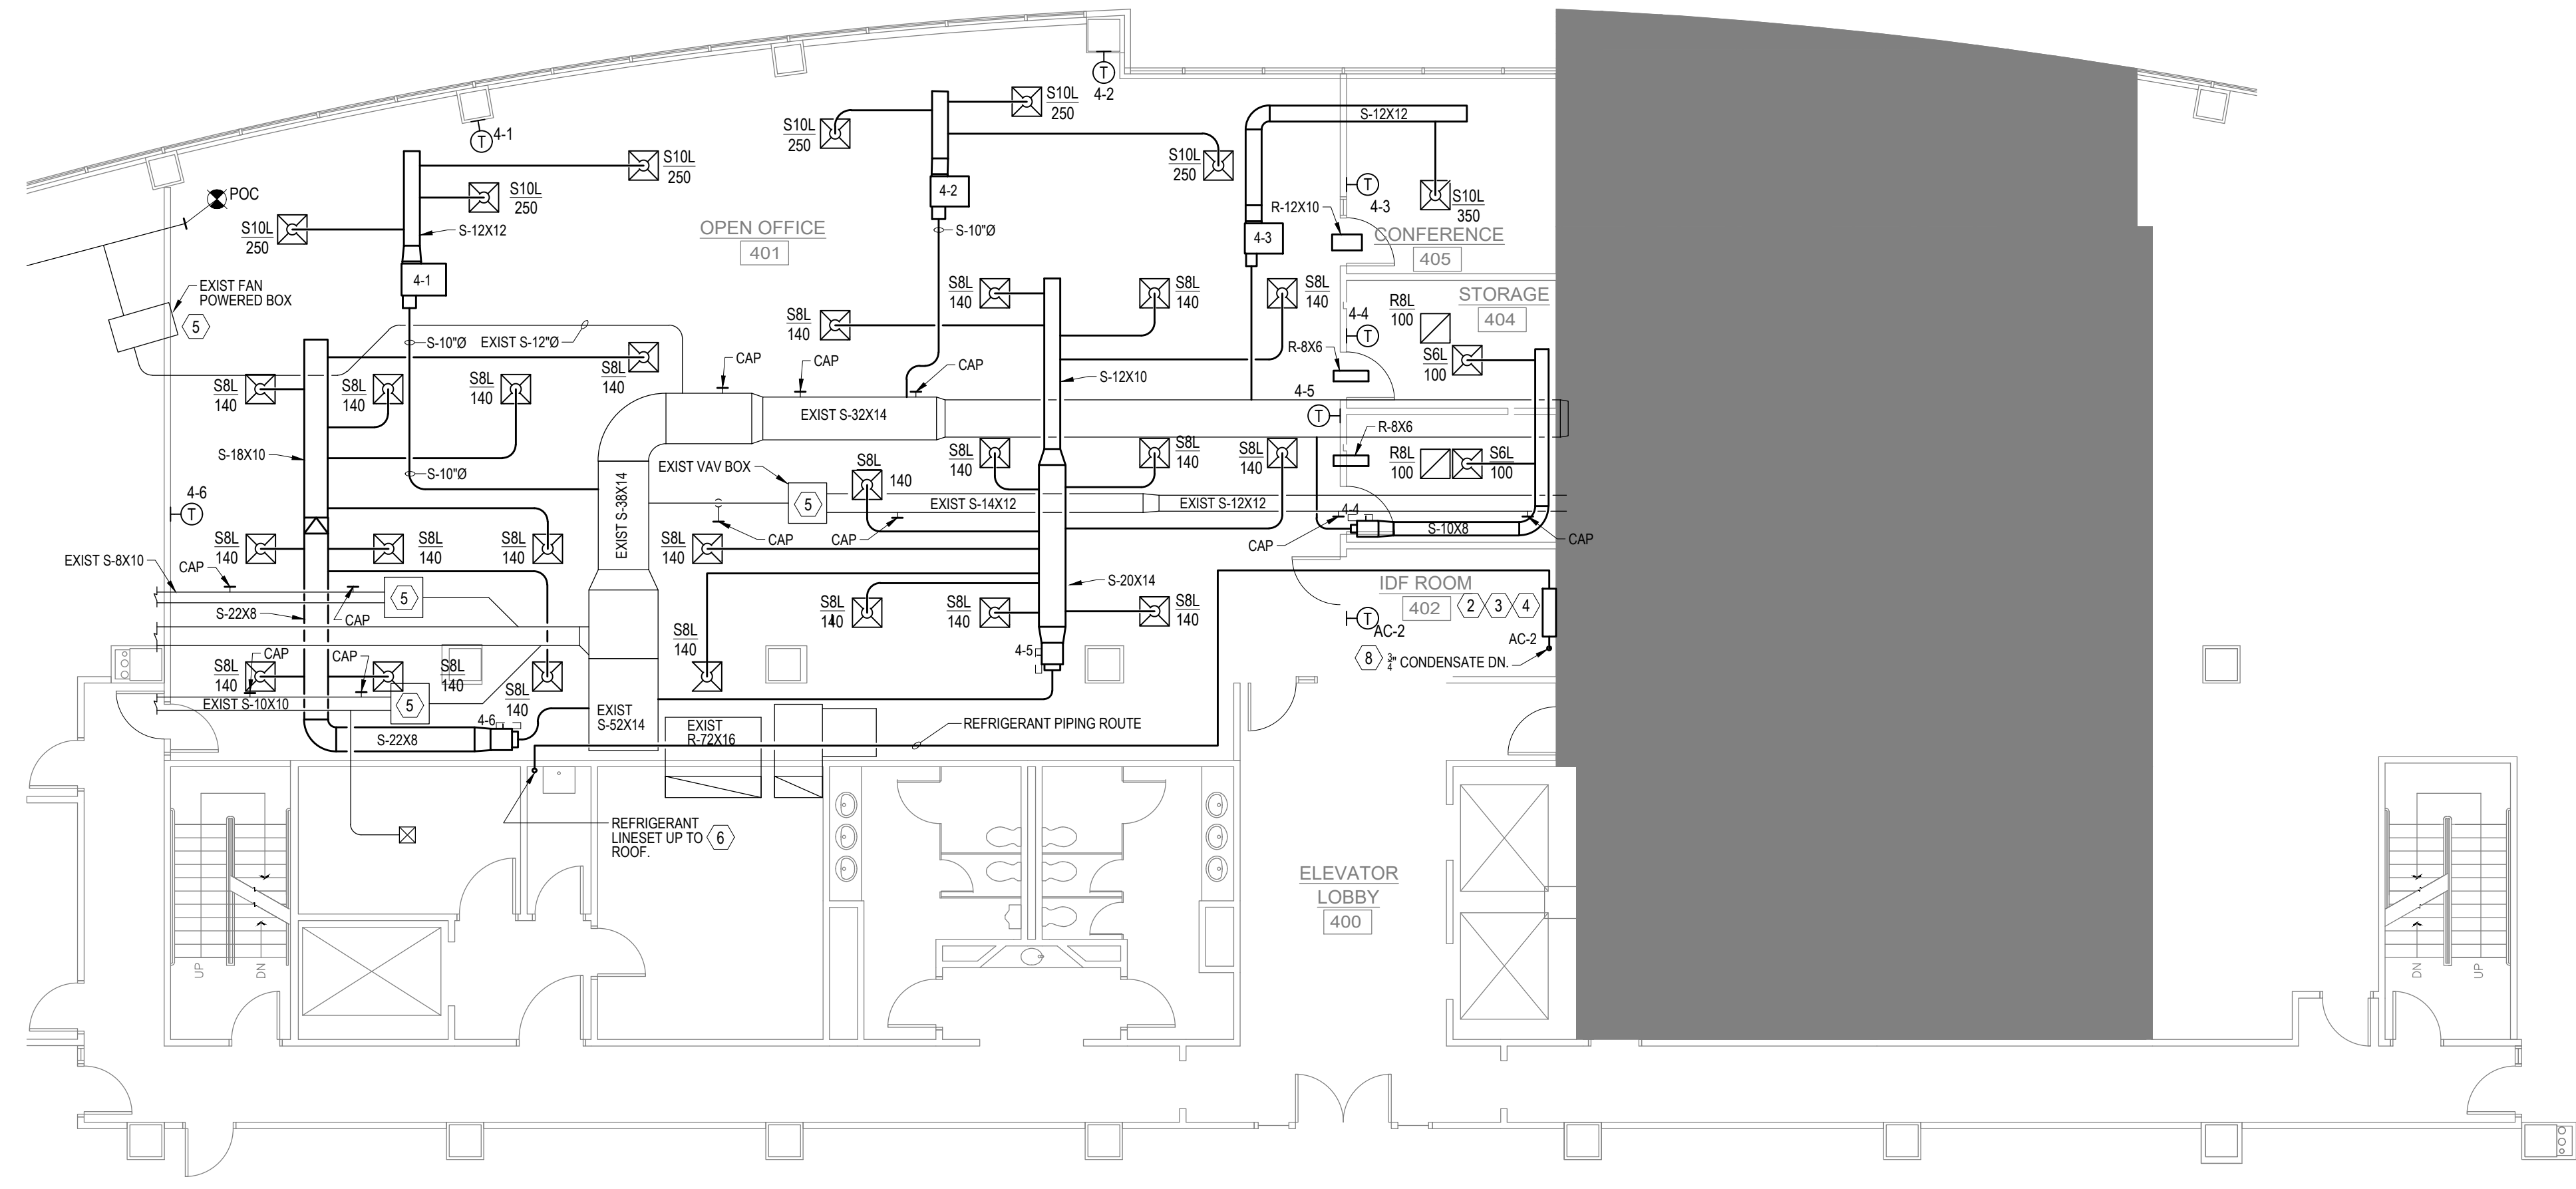 T
4-2
T
4-1
S10L
250
S10L
250
S10L
250
S10L
250
S10L
250
S10L
250
S-12X12
S-12X12
POC
4-1
4-2
4-3
S-10"Ø
T
4-3
R-12X10
S10L
350
OPEN OFFICE
401
CONFERENCE
405
EXIST FAN
POWERED BOX
5
S-10"Ø
EXIST S-12"Ø
S8L
140
S8L
140
S8L
140
S8L
140
STORAGE
404
R8L
100
4-4
T
R-8X6
S6L
100
S8L
140
S8L
140
S8L
140
S8L
140
CAP
CAP
CAP
S-12X10
4-5
T
R-8X6
EXIST S-32X14
S-18X10
S-10"Ø
EXIST S-38X14
EXIST VAV BOX
5
S8L
140
S8L
140
S8L
140
S8L
140
R8L
100
S6L
100
4-6
T
EXIST S-14X12
EXIST S-12X12
4-4
S-10X8
CAP
CAP
CAP
CAP
S8L
140
S8L
140
S8L
140
S8L
140
EXIST S-8X10
CAP
5
CAP
S-22X8
S-20X14
IDF ROOM
402
2
3
4
T
AC-2
AC-2
8
3/4" CONDENSATE DN.
S8L
140
S8L
140
S8L
140
S8L
140
4-5
CAP
CAP
S8L
140
S8L
140
S8L
140
5
EXIST S-10X10
4-6
S-22X8
EXIST
S-52X14
EXIST
R-72X16
REFRIGERANT PIPING ROUTE
REFRIGERANT
LINESET UP TO
ROOF.
6
ELEVATOR
LOBBY
400
UP
DN
DN
UP